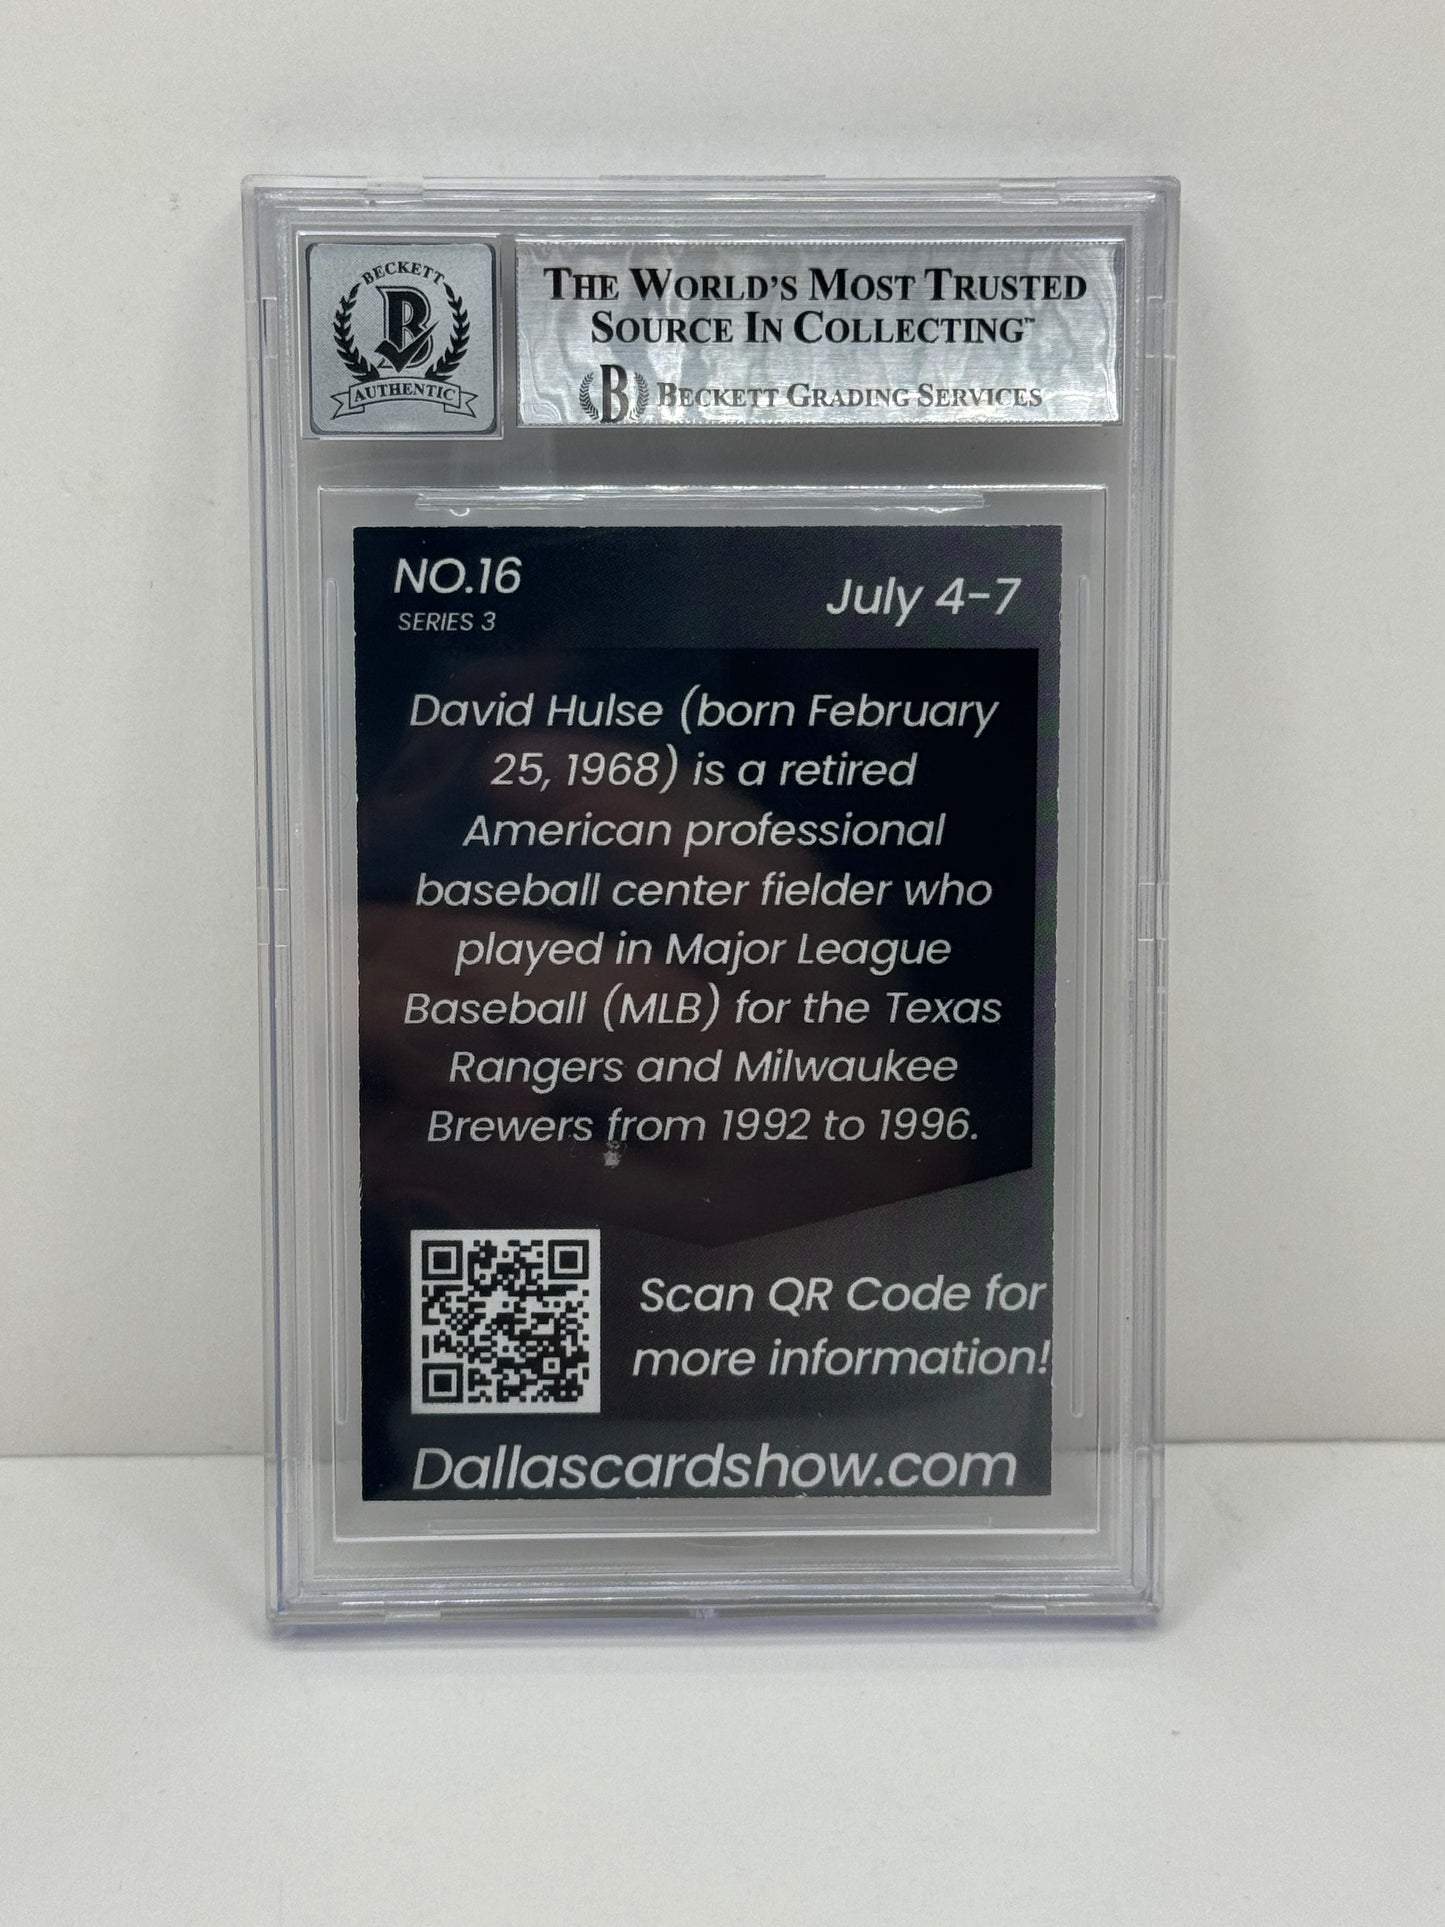 BECKETT
B
AUTHENTIC
THE WORLD'S MOST TRUSTED
SOURCE IN COLLECTING™
B BECKETT GRADING SERVICES
NO.16
SERIES 3
July 4-7
David Hulse (born February
25, 1968) is a retired
American professional
baseball center fielder who
played in Major League
Baseball (MLB) for the Texas
Rangers and Milwaukee
Brewers from 1992 to 1996.
Scan QR Code for
more information!
Dallascardshow.com